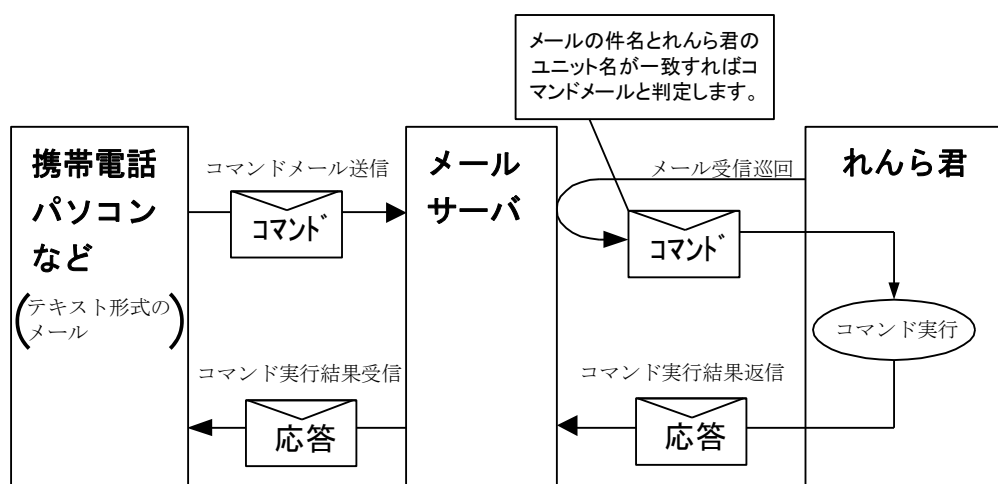 メールの件名とれんら君の
ユニット名が一致すればコ
マンドメールと判定します。
携帯電話
パソコン
など
(テキスト形式の
メール)
コマンドメール送信
コマンド
メール
サーバ
メール受信巡回
コマンド
れんら君
コマンド実行
コマンド実行結果受信
応答
コマンド実行結果返信
応答